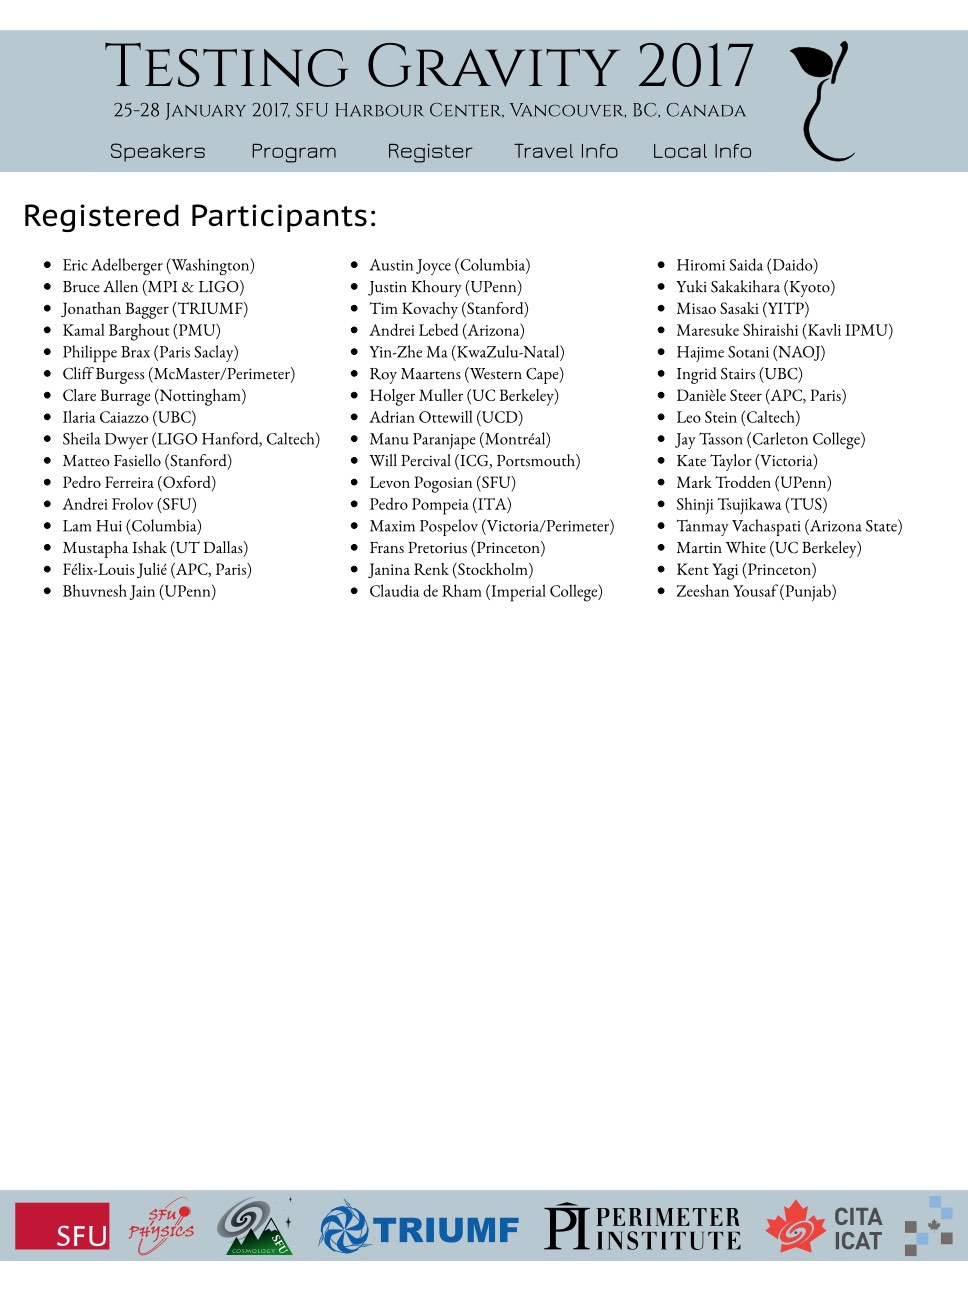 Testing Gravity 2017
25-28 January 2017, SFU Harbour Center, Vancouver, BC, Canada
Speakers Program Register Travel Info Local Info
Registered Participants:
Eric Adelberger (Washington)
Bruce Allen (MPI & LIGO)
Jonathan Bagger (TRIUMF)
Kamal Barghout (PMU)
Philippe Brax (Paris Saclay)
Cliff Burgess (McMaster/Perimeter)
Clare Burrage (Nottingham)
Ilaria Caiazzo (UBC)
Sheila Dwyer (LIGO Hanford, Caltech)
Matteo Fasiello (Stanford)
Pedro Ferreira (Oxford)
Andrei Frolov (SFU)
Lam Hui (Columbia)
Mustapha Ishak (UT Dallas)
Félix-Louis Julié (APC, Paris)
Bhuvnesh Jain (UPenn)
Austin Joyce (Columbia)
Justin Khoury (UPenn)
Tim Kovachy (Stanford)
Andrei Lebed (Arizona)
Yin-Zhe Ma (KwaZulu-Natal)
Roy Maartens (Western Cape)
Holger Muller (UC Berkeley)
Adrian Ottewill (UCD)
Manu Paranjape (Montréal)
Will Percival (ICG, Portsmouth)
Levon Pogosian (SFU)
Pedro Pompeia (ITA)
Maxim Pospelov (Victoria/Perimeter)
Frans Pretorius (Princeton)
Janina Renk (Stockholm)
Claudia de Rham (Imperial College)
Hiromi Saida (Daido)
Yuki Sakakihara (Kyoto)
Misao Sasaki (YITP)
Maresuke Shiraishi (Kavli IPMU)
Hajime Sotani (NAOJ)
Ingrid Stairs (UBC)
Danièle Steer (APC, Paris)
Leo Stein (Caltech)
Jay Tasson (Carleton College)
Kate Taylor (Victoria)
Mark Trodden (UPenn)
Shinji Tsujikawa (TUS)
Tanmay Vachaspati (Arizona State)
Martin White (UC Berkeley)
Kent Yagi (Princeton)
Zeeshan Yousaf (Punjab)
SFU
SFU
PHYSICS
COSMOLOGY
SFU
TRIUMF
PI PERIMETER
INSTITUTE
CITA
ICAT